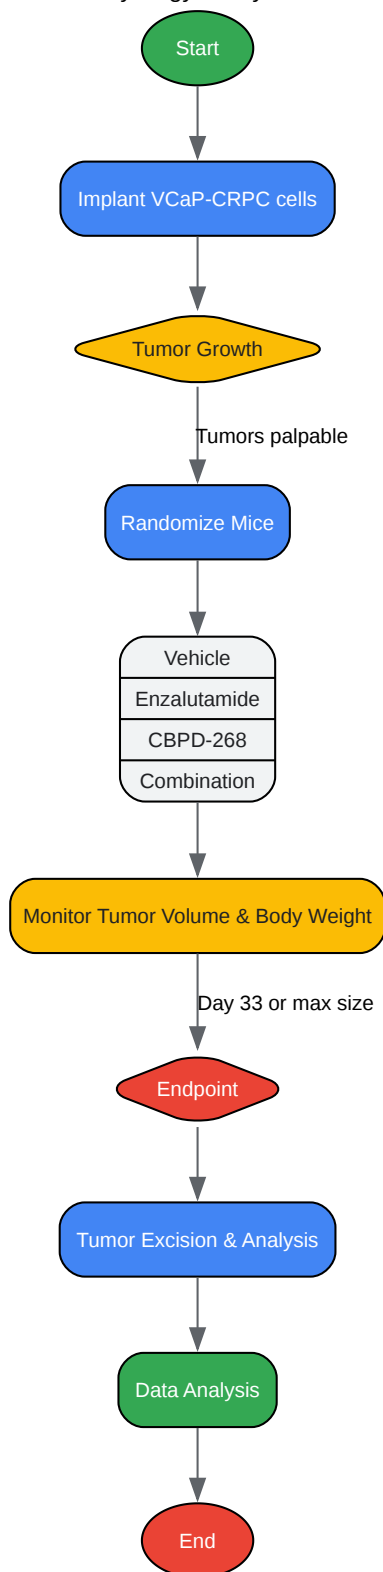 Start
Implant VCaP-CRPC cells
Tumor Growth
Tumors palpable
Randomize Mice
Vehicle
Enzalutamide
CBPD-268
Combination
Monitor Tumor Volume & Body Weight
Day 33 or max size
Endpoint
Tumor Excision & Analysis
Data Analysis
End